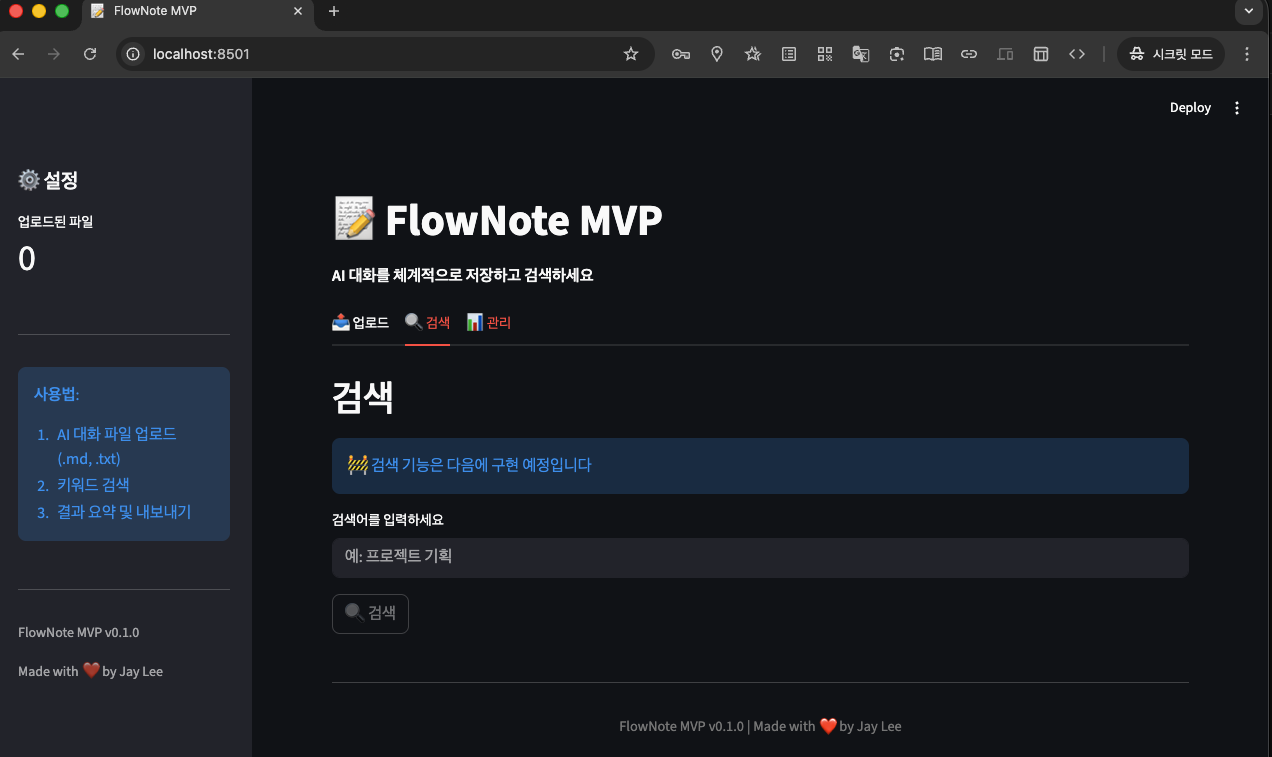 FlowNote MVP
localhost:8501
시크릿 모드
Deploy
설정
업로드된 파일
0
사용법:
1. AI 대화 파일 업로드
(.md, .txt)
2. 키워드 검색
3. 결과 요약 및 내보내기
FlowNote MVP v0.1.0
Made with ❤️ by Jay Lee
FlowNote MVP
AI 대화를 체계적으로 저장하고 검색하세요
업로드 검색 관리
검색
🚧 검색 기능은 다음에 구현 예정입니다
검색어를 입력하세요
예: 프로젝트 기획
검색
FlowNote MVP v0.1.0 | Made with ❤️ by Jay Lee